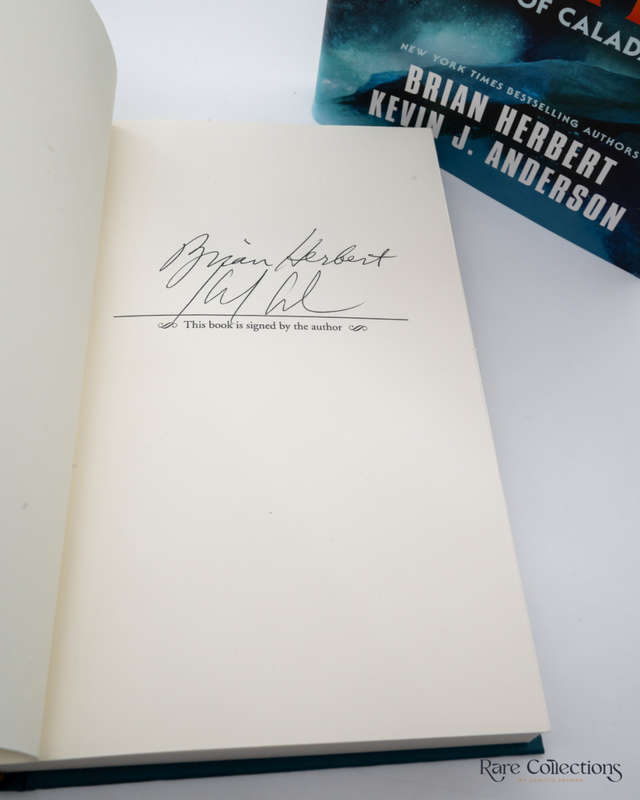 OF CALADA
NEW YORK TIMES BESTSELLING AUTHORS
BRIAN HERBERT
KEVIN J. ANDERSON
Brian Herbert
This book is signed by the author
RARE COLLECTIONS